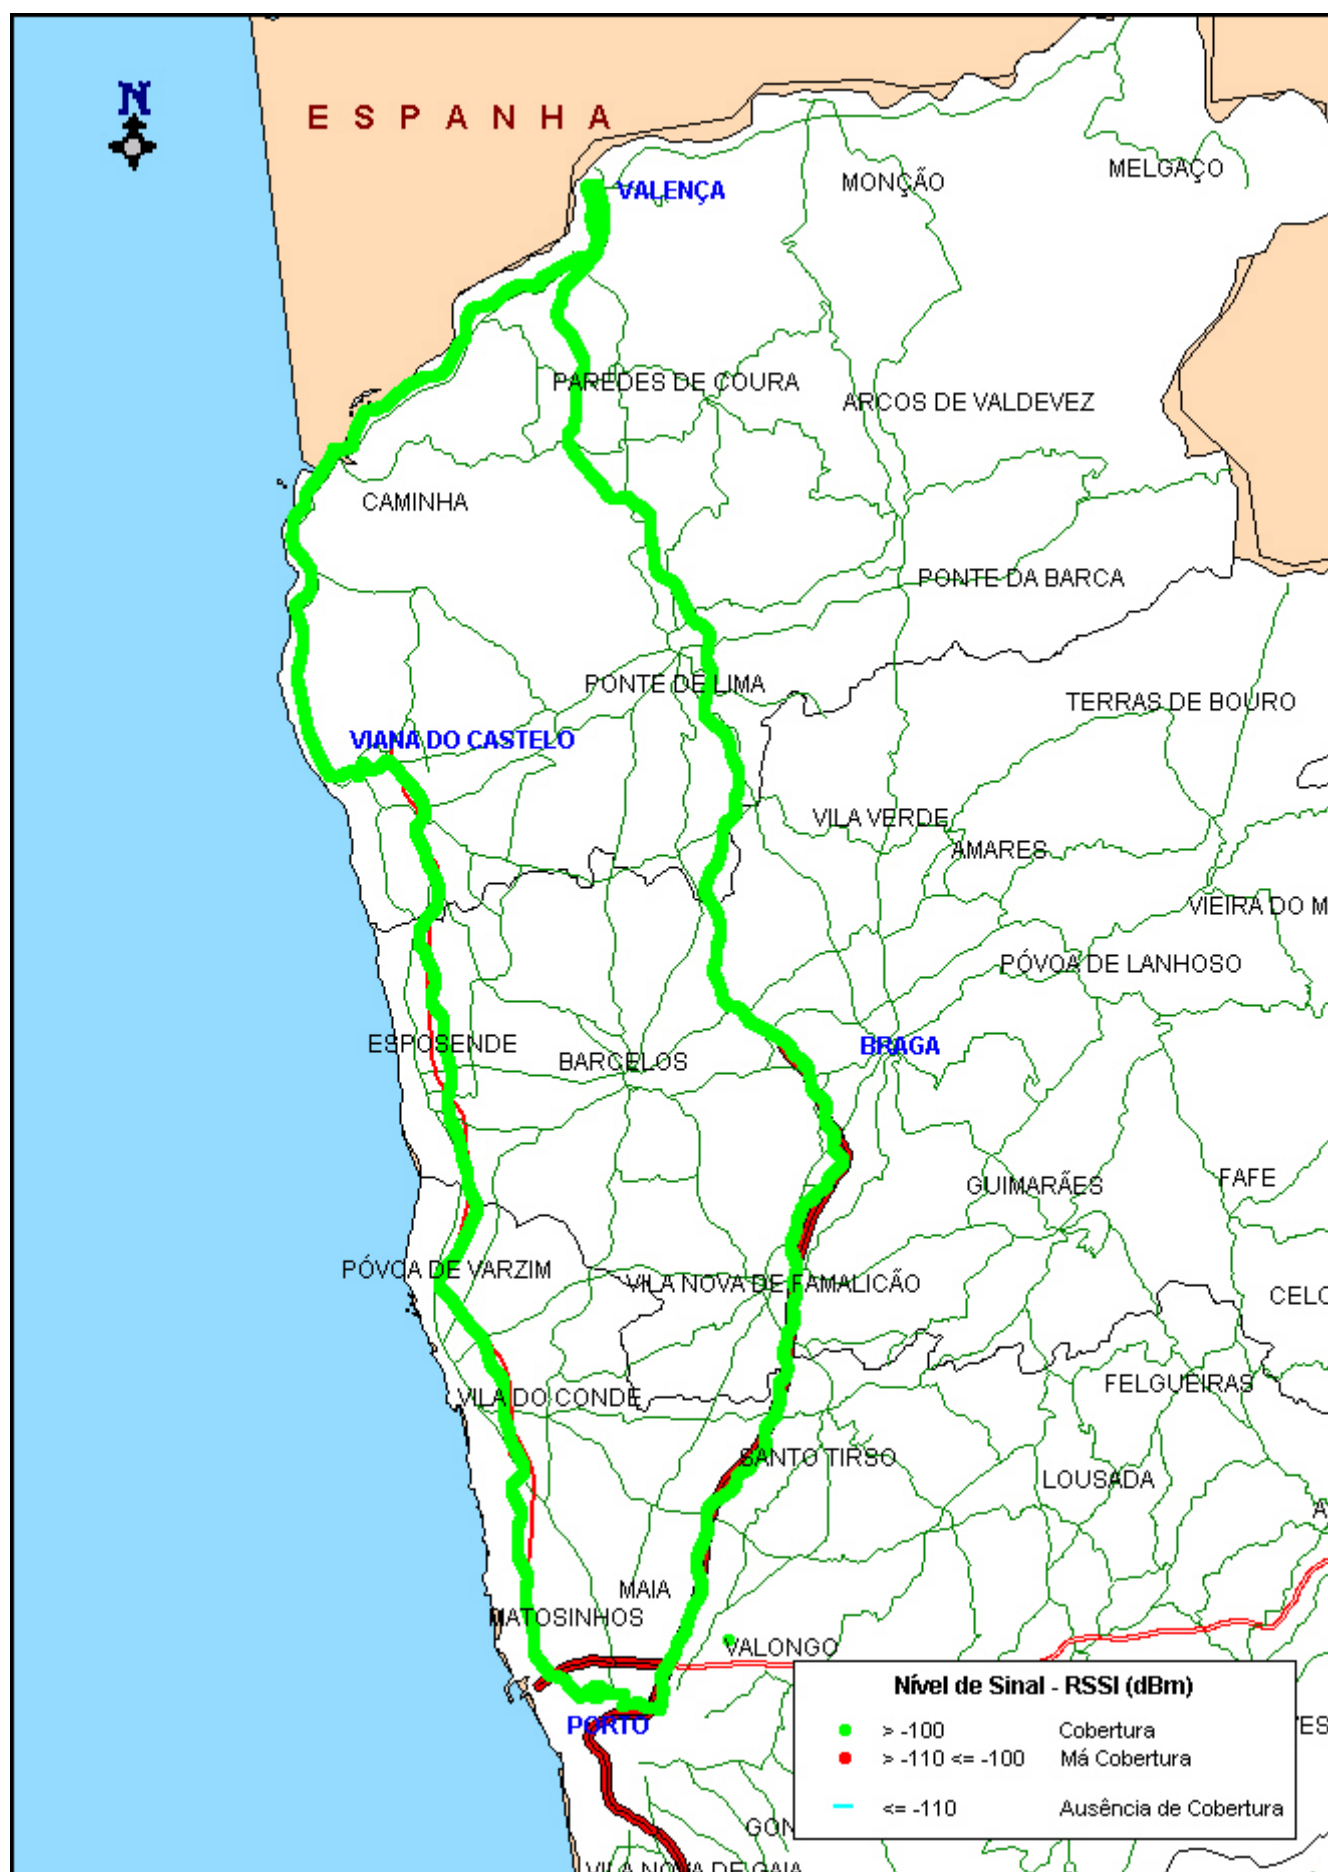 N
ESPANHA
VALENÇA
MONÇÃO
MELGAÇO
PAREDES DE COURA
ARCOS DE VALDEVEZ
CAMINHA
PONTE DA BARCA
PONTE DE LIMA
TERRAS DE BOURO
VIANA DO CASTELO
VILA VERDE
AMARES
VIEIRA DO M
PÓVOA DE LANHOSO
ESPOSENDE
BARCELOS
BRAGA
GUIMARÃES
FAFE
PÓVOA DE VARZIM
VILA NOVA DE FAMALICÃO
CELO
VILA DO CONDE
FELGUEIRAS
SANTO TIRSO
LOUSADA
A
MAIA
MATOSINHOS
VALONGO
PORTO
Nível de Sinal - RSSI (dBm)
> -100 Cobertura
> -110 <= -100 Má Cobertura
<= -110 Ausência de Cobertura
'ES
GON
VILA NOVA DE GAIA